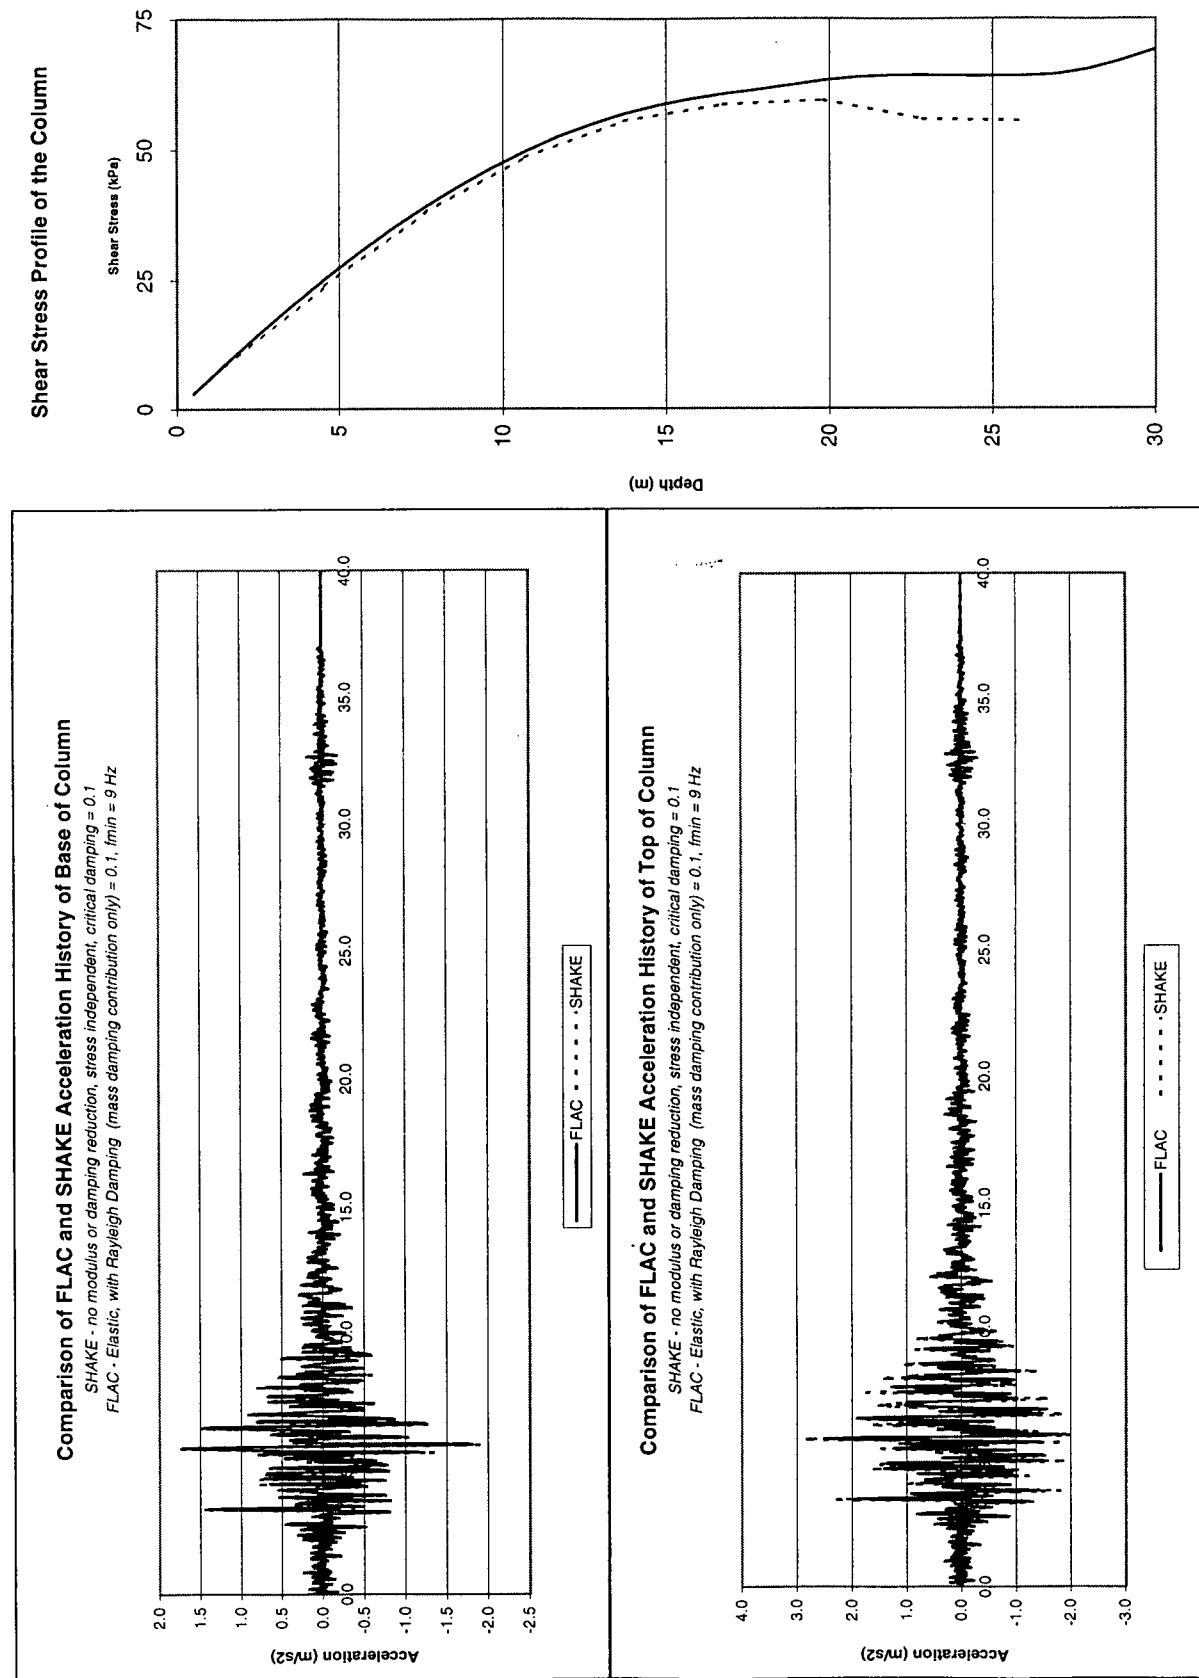 Comparison of FLAC and SHAKE Acceleration History of Base of Column
SHAKE - no modulus or damping reduction, stress independent, critical damping = 0.1
FLAC - Elastic, with Rayleigh Damping (mass damping contribution only) = 0.1, fmin = 9 Hz
2.0
1.5
1.0
0.5
0.0
-0.5
-1.0
-1.5
-2.0
-2.5
Acceleration (m/s2)
15.0
20.0
25.0
30.0
35.0
40.0
FLAC
SHAKE
Comparison of FLAC and SHAKE Acceleration History of Top of Column
SHAKE - no modulus or damping reduction, stress independent, critical damping = 0.1
FLAC - Elastic, with Rayleigh Damping (mass damping contribution only) = 0.1, fmin = 9 Hz
4.0
3.0
2.0
1.0
0.0
-1.0
-2.0
-3.0
Acceleration (m/s2)
0.0
15.0
20.0
25.0
30.0
35.0
40.0
FLAC
SHAKE
Shear Stress Profile of the Column
Shear Stress (kPa)
0
25
50
75
0
5
10
15
20
25
30
Depth (m)